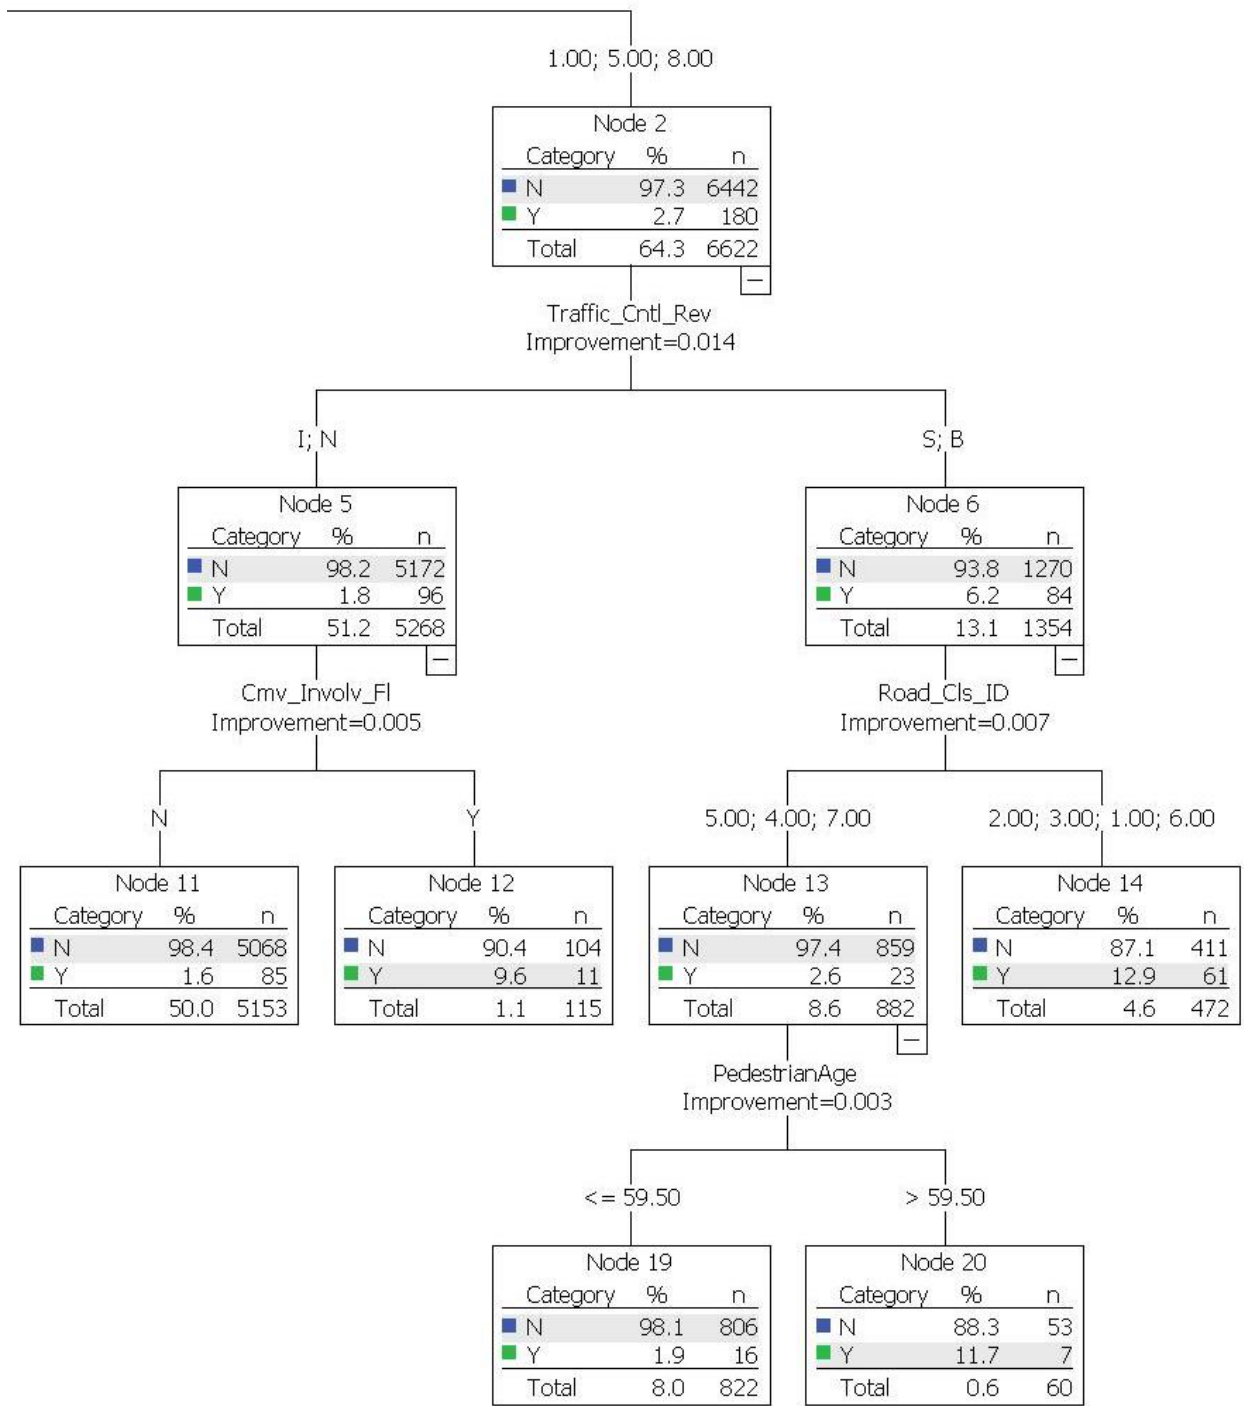 1.00; 5.00; 8.00
Node 2
Category % n
N 97.3 6442
Y 2.7 180
Total 64.3 6622
Traffic_Cntl_Rev
Improvement=0.014
I; N
S; B
Node 5
Category % n
N 98.2 5172
Y 1.8 96
Total 51.2 5268
Node 6
Category % n
N 93.8 1270
Y 6.2 84
Total 13.1 1354
Cmv_Involv_Fl
Improvement=0.005
Road_Cls_ID
Improvement=0.007
N
Y
5.00; 4.00; 7.00
2.00; 3.00; 1.00; 6.00
Node 11
Category % n
N 98.4 5068
Y 1.6 85
Total 50.0 5153
Node 12
Category % n
N 90.4 104
Y 9.6 11
Total 1.1 115
Node 13
Category % n
N 97.4 859
Y 2.6 23
Total 8.6 882
Node 14
Category % n
N 87.1 411
Y 12.9 61
Total 4.6 472
PedestrianAge
Improvement=0.003
<= 59.50
> 59.50
Node 19
Category % n
N 98.1 806
Y 1.9 16
Total 8.0 822
Node 20
Category % n
N 88.3 53
Y 11.7 7
Total 0.6 60